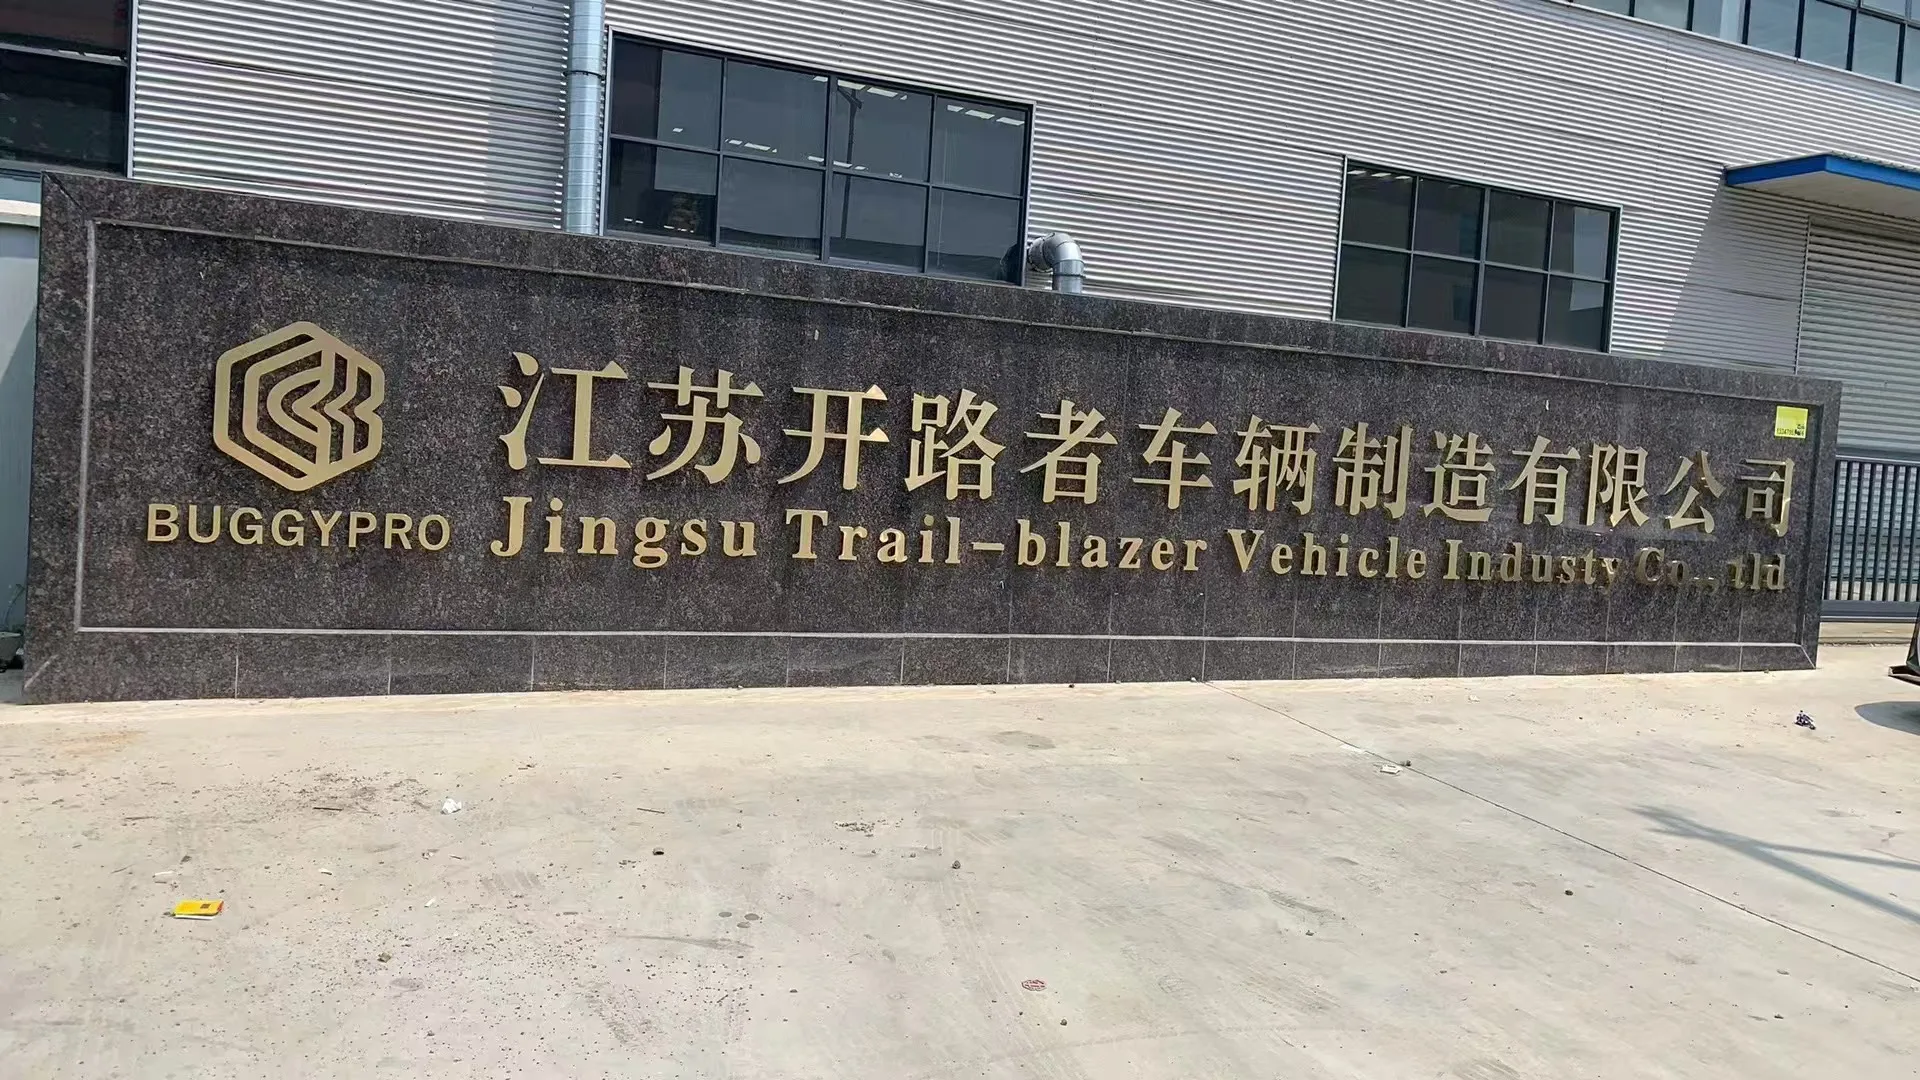 江苏开路者车辆制造有限公司
BUGGYPRO
Jingsu Trail-blazer Vehicle Industy Co.,